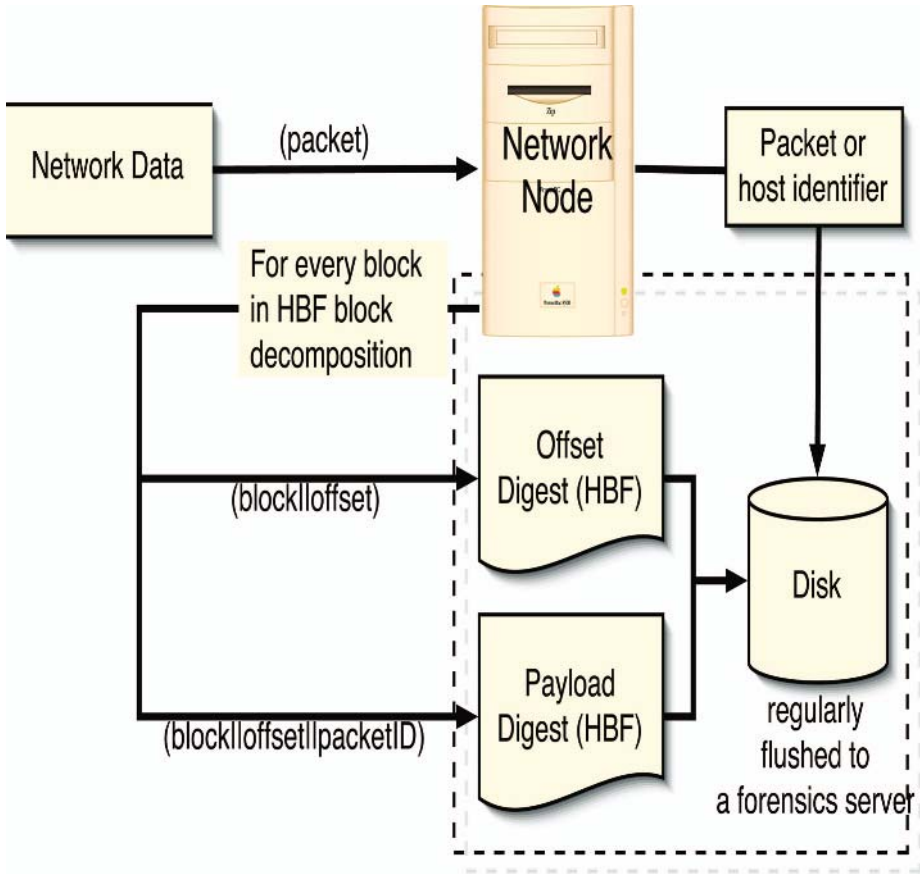 Network Data
(packet)
Zip
Network
Node
Packet or
host identifier
For every block
in HBF block
decomposition
Offset
Digest (HBF)
(block||offset)
Disk
Payload
Digest (HBF)
(block||offset||packetID)
regularly
flushed to
a forensics server